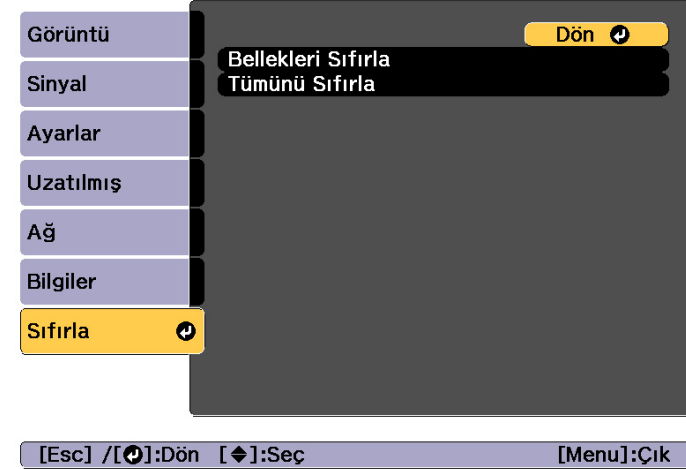 Görüntü
Sinyal
Ayarlar
Uzatılmış
Ağ
Bilgiler
Sıfırla
Dön
Bellekleri Sıfırla
Tümünü Sıfırla
[Esc] /[⏎]:Dön [◆]:Seç [Menu]:Çık